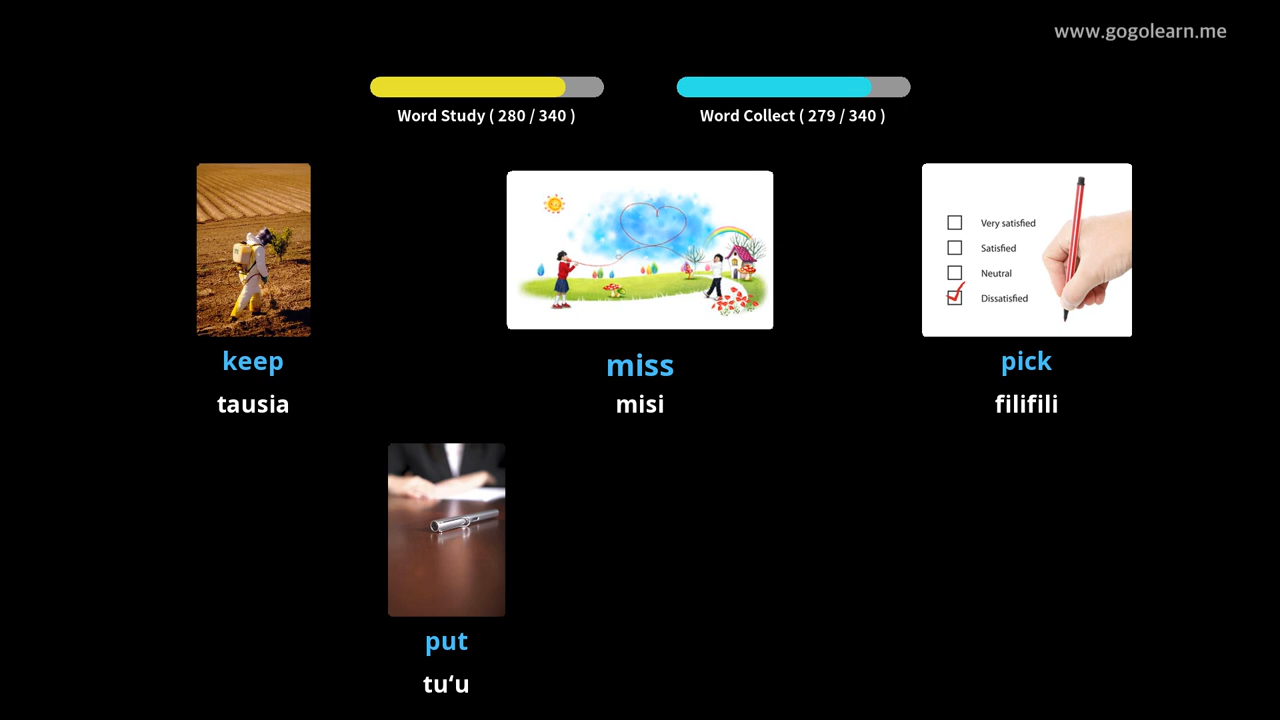 www.gogolearn.me
Word Study ( 280 / 340 )
Word Collect ( 279 / 340 )
Very satisfied
Satisfied
Neutral
Dissatisfied
keep
miss
pick
tausia
misi
filifili
put
tuʻu